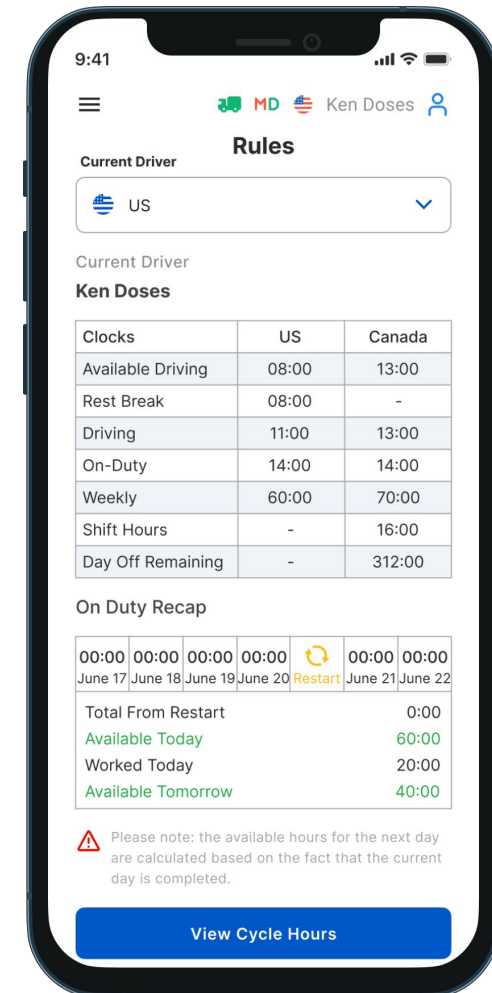 9:41
MD Ken Doses
Rules
Current Driver
US
Current Driver
Ken Doses
Clocks US Canada
Available Driving 08:00 13:00
Rest Break 08:00 -
Driving 11:00 13:00
On-Duty 14:00 14:00
Weekly 60:00 70:00
Shift Hours - 16:00
Day Off Remaining - 312:00
On Duty Recap
00:00 00:00 00:00 00:00 00:00 00:00
June 17 June 18 June 19 June 20 Restart June 21 June 22
Total From Restart 0:00
Available Today 60:00
Worked Today 20:00
Available Tomorrow 40:00
Please note: the available hours for the next day
are calculated based on the fact that the current
day is completed.
View Cycle Hours